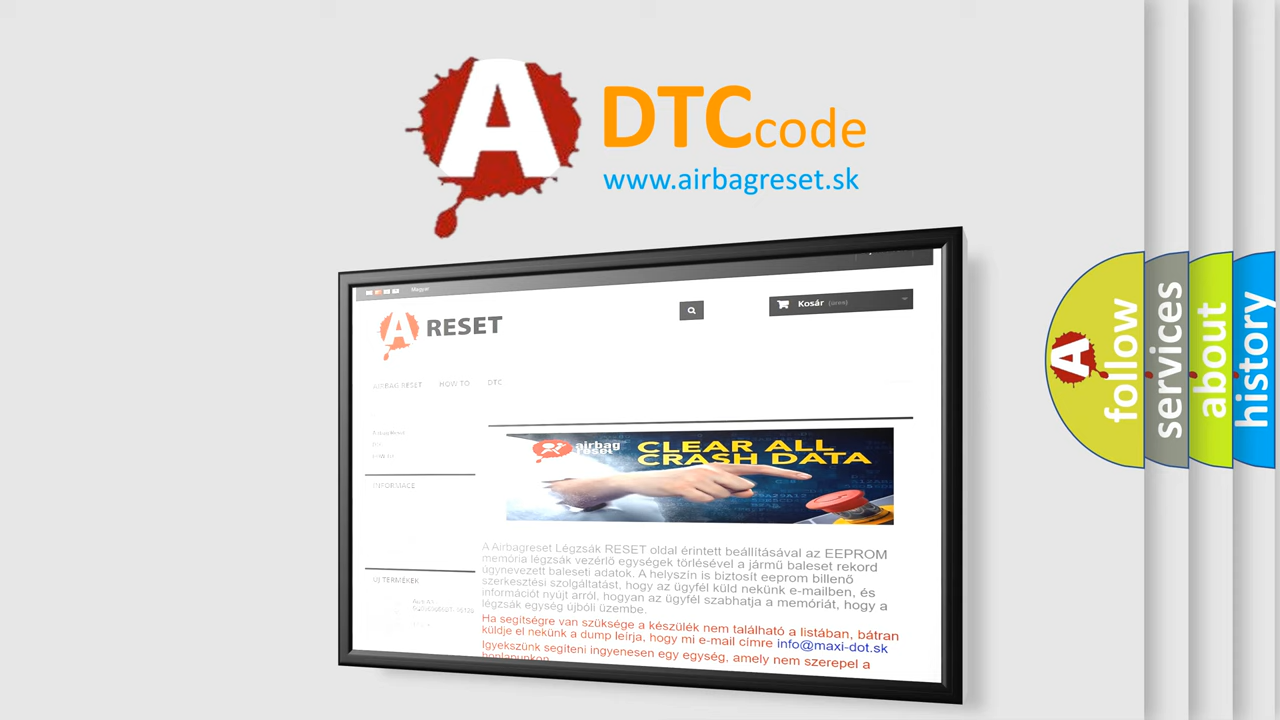 A
DTC code
www.airbagreset.sk
Magyar
Kosár (üres)
A RESET
AIRBAG RESET HOW TO DTC
INFORMACE
airbag
reset
CLEAR ALL
CRASH DATA
ÚJ TERMÉKEK
A Airbagreset Légzsák RESET oldal érintett beállításával az EEPROM
memória légzsák vezérlő egységek törlésével a jármű baleset rekord
úgynevezett baleseti adatok. A helyszín is biztosít eeprom billenő
szerkesztési szolgáltatást, hogy az ügyfél küld nekünk e-mailben, és
információt nyújt arról, hogyan az ügyfél szabhatja a memóriát, hogy a
légzsák egység újbóli üzembe.
Ha segítségre van szüksége a készülék nem található a listában, bátran
küldje el nekünk a dump leírja, hogy mi e-mail címre info@maxi-dot.sk
Igyekszünk segíteni ingyenesen egy egység, amely nem szerepel a
honlapunkon
A
follow
services
about
history